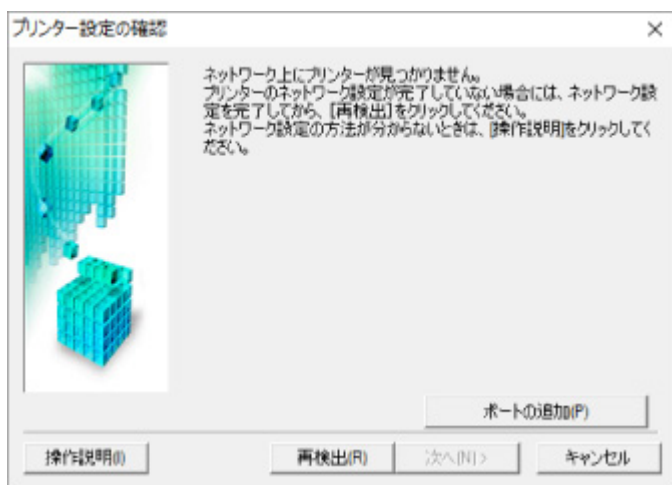 プリンター設定の確認
ネットワーク上にプリンターが見つかりません。
プリンターのネットワーク設定が完了していない場合には、ネットワーク設
定を完了してから、[再検出]をクリックしてください。
ネットワーク設定の方法が分からないときは、[操作説明]をクリックしてく
ださい。
ポートの追加(P)
操作説明(I)
再検出(R)
次へ(N) >
キャンセル